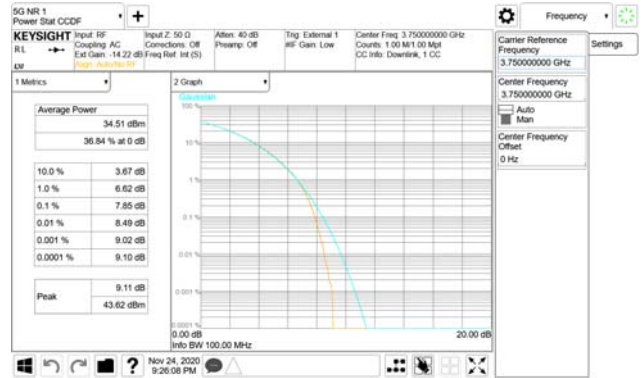 5G NR 1
Power Stat CCDF
Frequency
KEYSIGHT
Input: RF
Coupling: AC
Ext Gain: -14.22 dB
Align: Auto/No RF
Input Z: 50 Ω
Corrections: Off
Freq Ref: Int (S)
Atten: 40 dB
Preamp: Off
Trig: External 1
#IF Gain: Low
Center Freq: 3.750000000 GHz
Counts: 1.00 M/1.00 Mpt
CC Info: Downlink, 1 CC
RL
Carrier Reference
Frequency
3.750000000 GHz
Settings
Center Frequency
3.750000000 GHz
Auto
Man
Center Frequency
Offset
0 Hz
1 Metrics
Average Power
34.51 dBm
36.84 % at 0 dB
10.0 % 3.67 dB
1.0 % 6.62 dB
0.1 % 7.85 dB
0.01 % 8.49 dB
0.001 % 9.02 dB
0.0001 % 9.10 dB
Peak
9.11 dB
43.62 dBm
2 Graph
Gaussian
100 %
10 %
1 %
0.1 %
0.01 %
0.001 %
0.0001 %
0.00 dB
20.00 dB
Info BW 100.00 MHz
?
Nov 24, 2020
9:26:08 PM